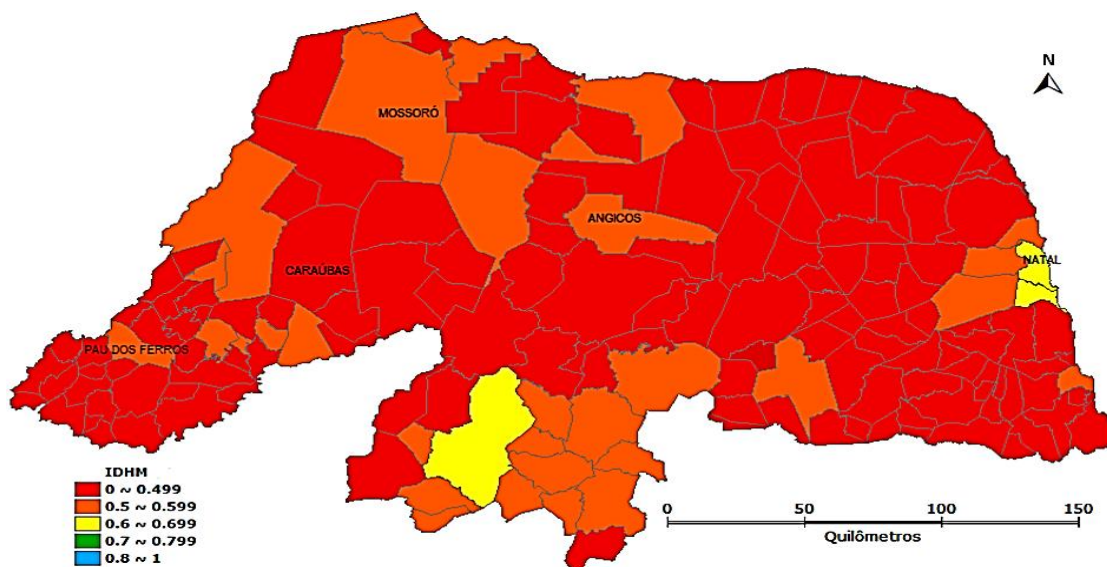 N
MOSSORÓ
ANGICOS
NATAL
CARAÚBAS
PAU DOS FERROS
IDHM
0 ~ 0.499
0.5 ~ 0.599
0.6 ~ 0.699
0.7 ~ 0.799
0.8 ~ 1
0 50 100 150
Quilômetros